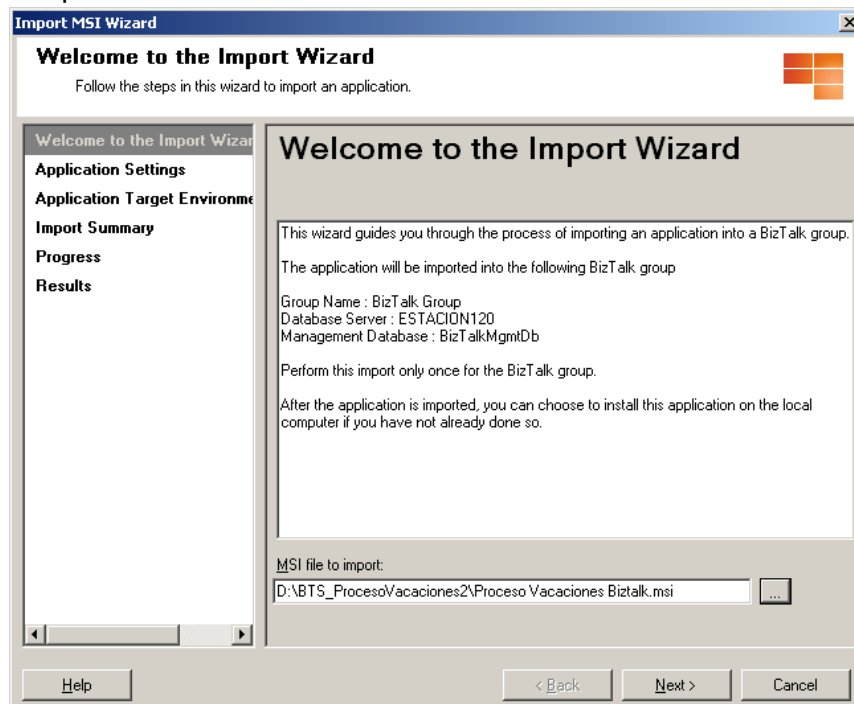 Import MSI Wizard
Welcome to the Import Wizard
Follow the steps in this wizard to import an application.
Welcome to the Import Wizar
Application Settings
Application Target Environme
Import Summary
Progress
Results
Welcome to the Import Wizard
This wizard guides you through the process of importing an application into a BizTalk group.
The application will be imported into the following BizTalk group
Group Name : BizTalk Group
Database Server : ESTACION120
Management Database : BizTalkMgmtDb
Perform this import only once for the BizTalk group.
After the application is imported, you can choose to install this application on the local
computer if you have not already done so.
MSI file to import:
D:\BTS_ProcesoVacaciones2\Proceso Vacaciones Biztalk.msi
...
Help
< Back
Next >
Cancel